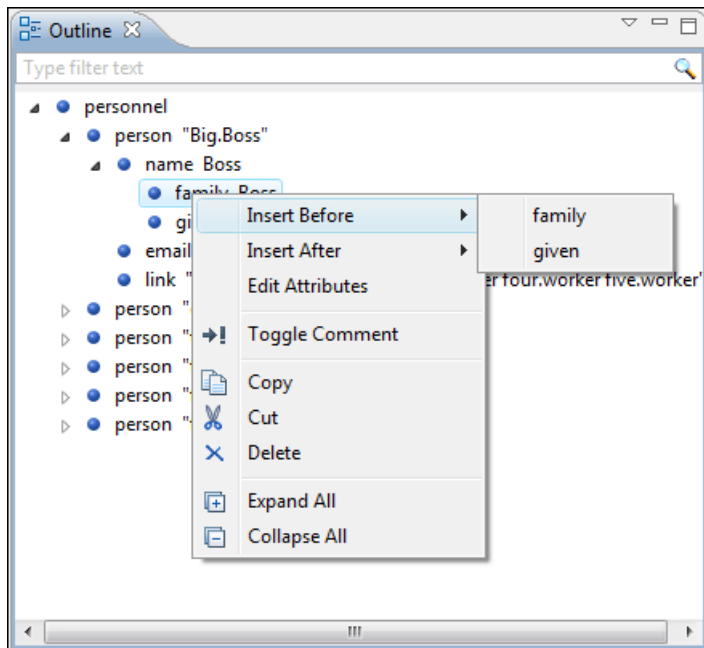 Outline
Type filter text
personnel
person "Big.Boss"
name Boss
family Boss
Insert Before
family
Insert After
given
email
link "
er four.worker five.worker"
Edit Attributes
person "
person "
Toggle Comment
person "
person "
Copy
person "
Cut
Delete
Expand All
Collapse All